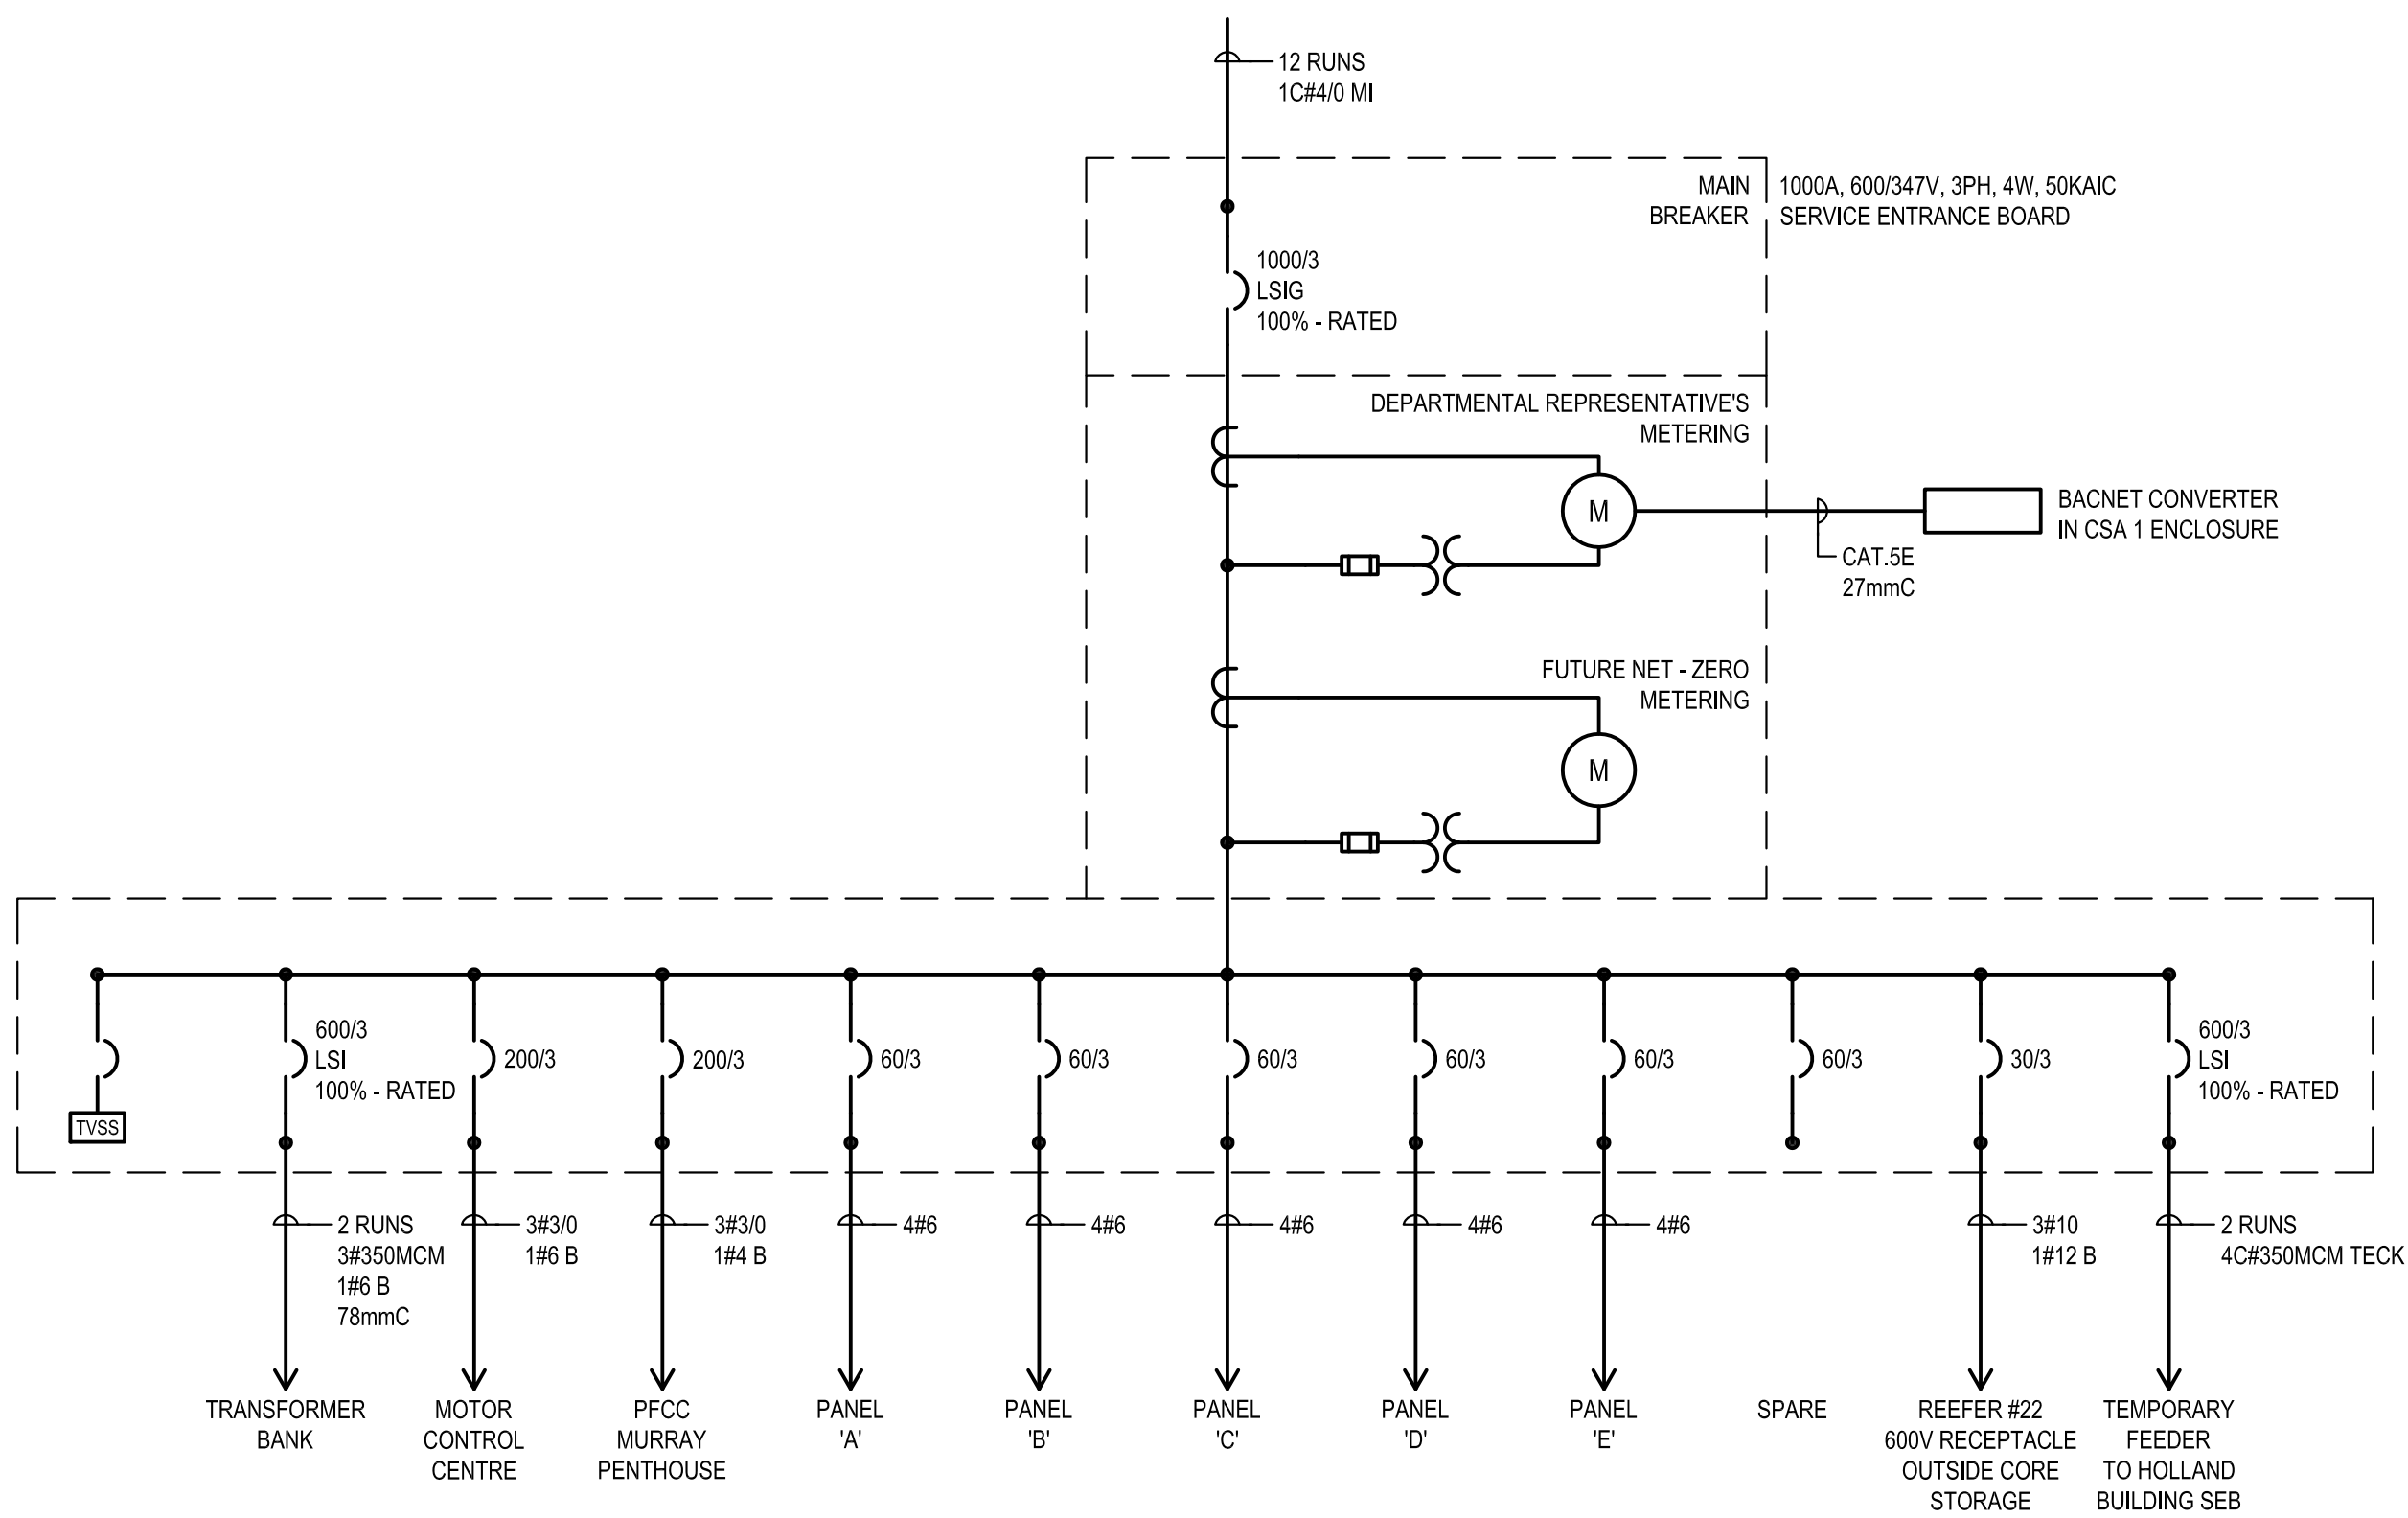 12 RUNS
1C#4/0 MI
MAIN
BREAKER
1000A, 600/347V, 3PH, 4W, 50KAIC
SERVICE ENTRANCE BOARD
1000/3
LSIG
100% - RATED
DEPARTMENTAL REPRESENTATIVE'S
METERING
M
BACNET CONVERTER
IN CSA 1 ENCLOSURE
CAT.5E
27mmC
FUTURE NET - ZERO
METERING
M
TVSS
600/3
LSI
100% - RATED
200/3
200/3
60/3
60/3
60/3
60/3
60/3
60/3
30/3
600/3
LSI
100% - RATED
2 RUNS
3#350MCM
1#6 B
78mmC
3#3/0
1#6 B
3#3/0
1#4 B
4#6
4#6
4#6
4#6
4#6
3#10
1#12 B
2 RUNS
4C#350MCM TECK
TRANSFORMER
BANK
MOTOR
CONTROL
CENTRE
PFCC
MURRAY
PENTHOUSE
PANEL
'A'
PANEL
'B'
PANEL
'C'
PANEL
'D'
PANEL
'E'
SPARE
REEFER #22
600V RECEPTACLE
OUTSIDE CORE
STORAGE
TEMPORARY
FEEDER
TO HOLLAND
BUILDING SEB